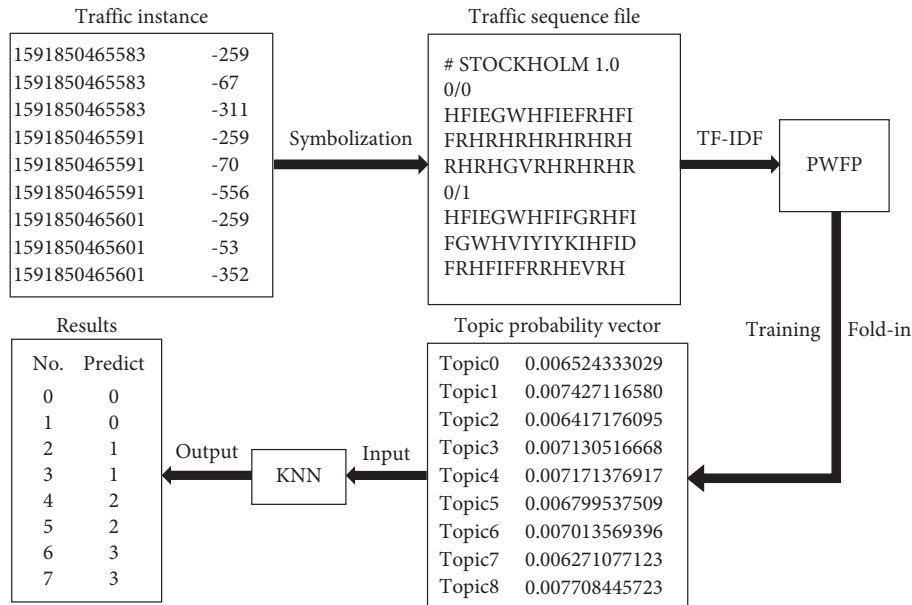 Traffic instance
1591850465583 -259
1591850465583 -67
1591850465583 -311
1591850465591 -259
1591850465591 -70
1591850465591 -556
1591850465601 -259
1591850465601 -53
1591850465601 -352
Symbolization
Traffic sequence file
# STOCKHOLM 1.0
0/0
HFIEGWHFIEFRHFI
FRHRHRHRHRHRH
RHRHGVRHRHRHR
0/1
HFIEGWHFIFGRHFI
FGWHVIYIYKIHFID
FRHFIFFRRHEVRH
TF-IDF
PWFP
Training Fold-in
Topic probability vector
Topic0 0.006524333029
Topic1 0.007427116580
Topic2 0.006417176095
Topic3 0.007130516668
Topic4 0.007171376917
Topic5 0.006799537509
Topic6 0.007013569396
Topic7 0.006271077123
Topic8 0.007708445723
Input
KNN
Output
Results
No. Predict
0 0
1 0
2 1
3 1
4 2
5 2
6 3
7 3